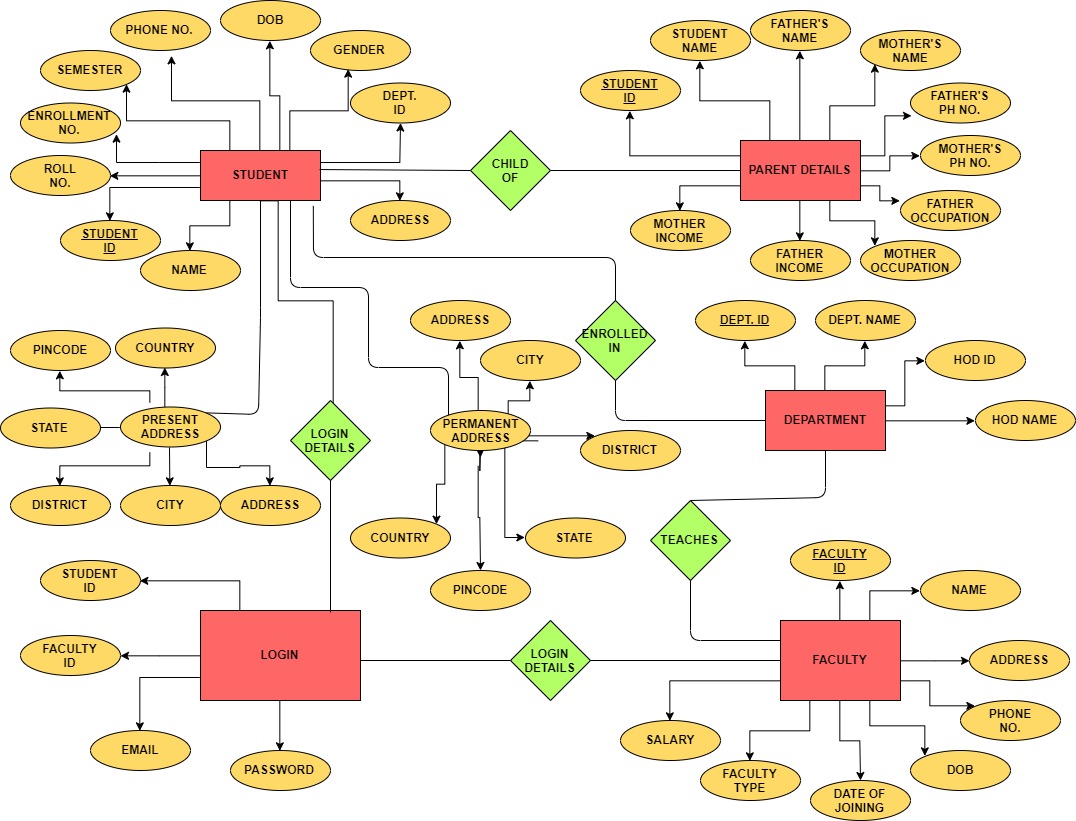 DOB
PHONE NO.
GENDER
SEMESTER
DEPT.
ID
ENROLLMENT
NO.
ROLL
NO.
STUDENT
STUDENT
ID
NAME
ADDRESS
CHILD
OF
STUDENT
NAME
FATHER'S
NAME
MOTHER'S
NAME
STUDENT
ID
FATHER'S
PH NO.
MOTHER'S
PH NO.
PARENT DETAILS
FATHER
OCCUPATION
MOTHER
INCOME
FATHER
INCOME
MOTHER
OCCUPATION
PINCODE
COUNTRY
STATE
PRESENT
ADDRESS
DISTRICT
CITY
ADDRESS
LOGIN
DETAILS
ADDRESS
CITY
PERMANENT
ADDRESS
DISTRICT
COUNTRY
STATE
PINCODE
ENROLLED
IN
DEPT. ID
DEPT. NAME
HOD ID
DEPARTMENT
HOD NAME
TEACHES
STUDENT
ID
FACULTY
ID
LOGIN
EMAIL
PASSWORD
LOGIN
DETAILS
FACULTY
ID
NAME
FACULTY
ADDRESS
PHONE
NO.
SALARY
FACULTY
TYPE
DATE OF
JOINING
DOB